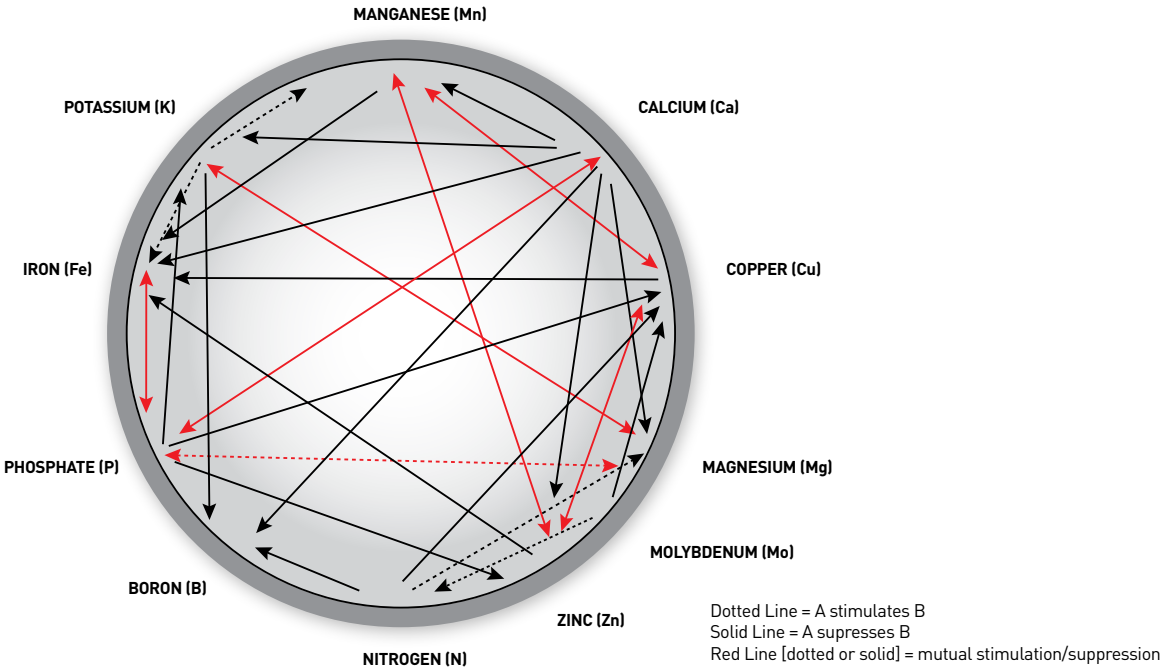 MANGANESE (Mn)
POTASSIUM (K)
CALCIUM (Ca)
IRON (Fe)
COPPER (Cu)
PHOSPHATE (P)
MAGNESIUM (Mg)
MOLYBDENUM (Mo)
BORON (B)
ZINC (Zn)
NITROGEN (N)
Dotted Line = A stimulates B
Solid Line = A supresses B
Red Line [dotted or solid] = mutual stimulation/suppression